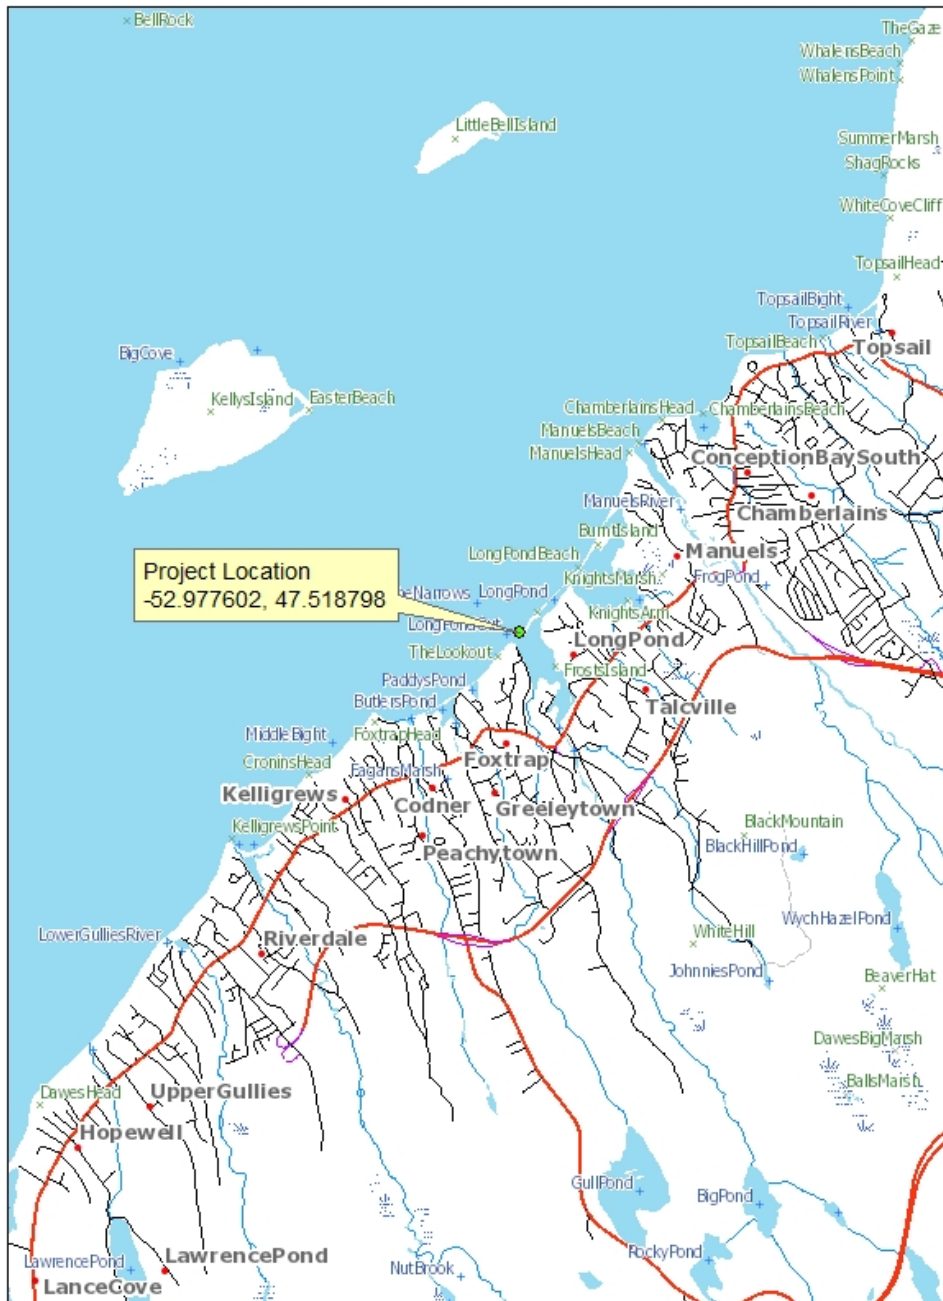 BellRock
TheGaze
WhalensBeach
WhalensPoint
LittleBellIsland
SummerMarsh
ShagRocks
WhiteCoveCliff
TopsailHead
TopsailBight
TopsailRiver
TopsailBeach
Topsail
BigCove
KellysIsland
EasterBeach
ChamberlainsHead
ChamberlainsBeach
ManuelsBeach
ManuelsHead
ConceptionBaySouth
ManuelsRiver
Chamberlains
BurntIsland
LongPondBeach
Manuels
Project Location
-52.977602, 47.518798
KnightsMarsh
FrogPond
eNarrows
LongPond
KnightsArm
LongPond
TheLookout
FrostsIsland
PaddysPond
ButlersPond
Talcville
MiddleBight
FoxtrapHead
Foxtrap
CroninsHead
FagansMarsh
Kelligrews
Codner
Greeleytown
KelligrewsPoint
Peachytown
BlackMountain
BlackHillPond
WychHazelPond
LowerGulliesRiver
Riverdale
WhiteHill
JohnniesPond
BeaverHat
DawesBigMarsh
BallsMarsh
DawesHead
UpperGullies
Hopewell
GullPond
BigPond
LawrencePond
LawrencePond
NutBrook
RockyPond
LanceCove